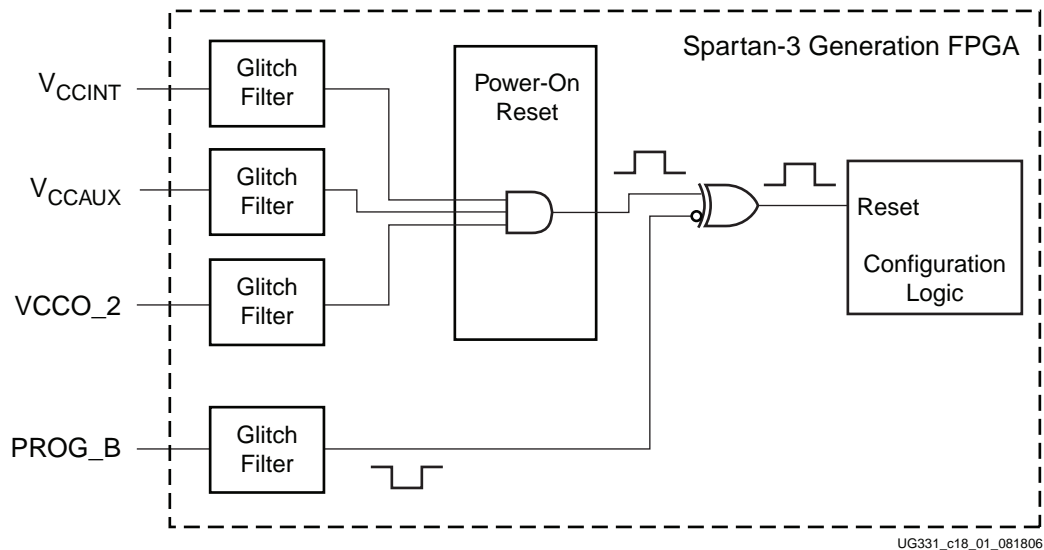 Spartan-3 Generation FPGA
VCCINT
Glitch
Filter
Power-On
Reset
VCCAUX
Glitch
Filter
Reset
Configuration
Logic
VCCO_2
Glitch
Filter
PROG_B
Glitch
Filter
UG331_c18_01_081806